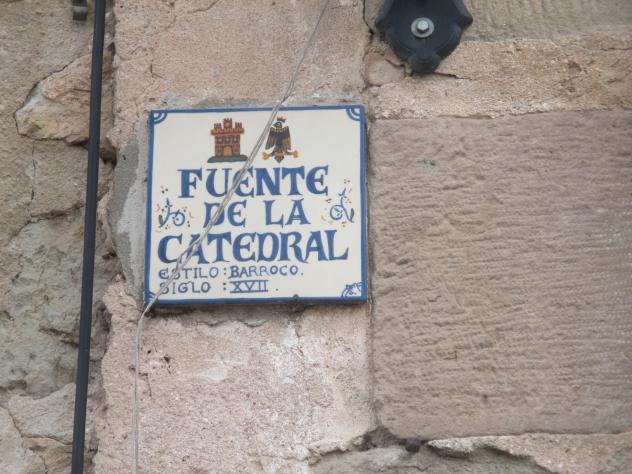 FUENTE
DE LA
CATEDRAL
ESTILO : BARROCO.
SIGLO : XVII.